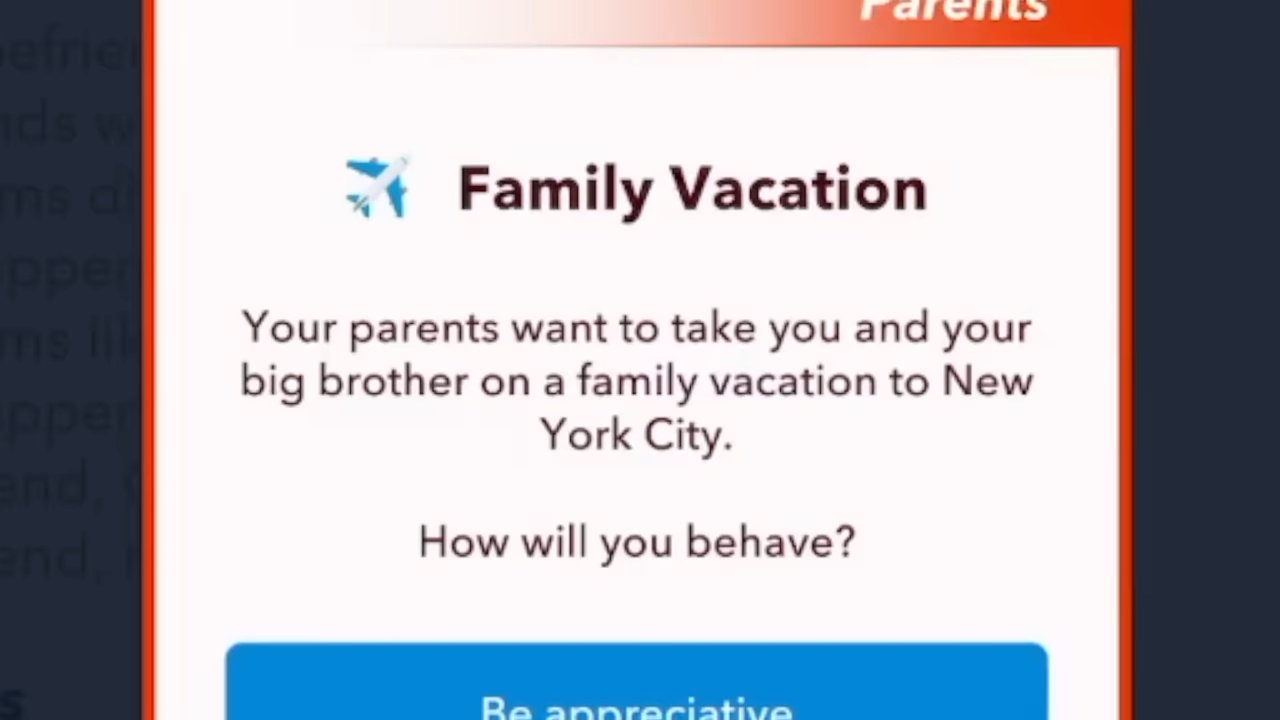 Parents
Family Vacation
Your parents want to take you and your
big brother on a family vacation to New
York City.
How will you behave?
Be appreciative